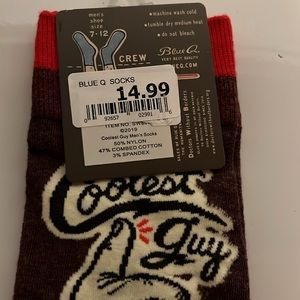 men's
shoe
size
7-12
CREW
• machine wash cold
• tumble dry medium heat
• do not bleach
Blue Q
VERY BEST QUALITY
BLUE Q SOCKS
14.99
©2019
Coolest Guy Men's Socks
50% NYLON
47% COMBED COTTON
3% SPANDEX
Doctors Without Borders.
Coolest
guy